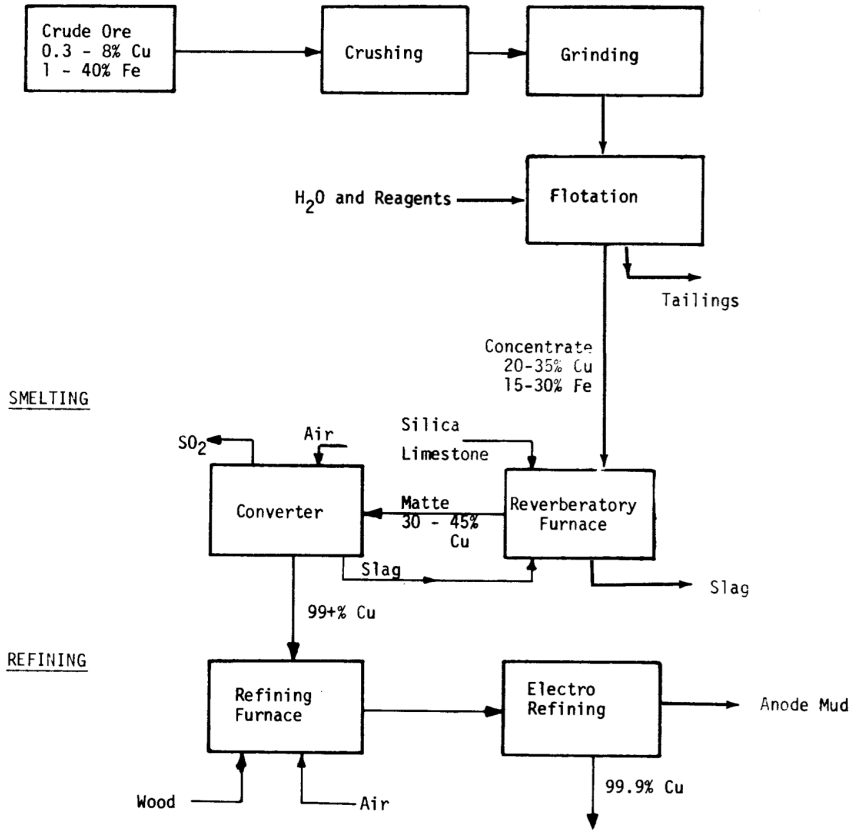 Crude Ore
0.3 - 8% Cu
1 - 40% Fe
Crushing
Grinding
H₂O and Reagents
Flotation
Tailings
Concentrate
20-35% Cu
15-30% Fe
SMELTING
SO₂
Air
Silica
Limestone
Converter
Matte
30 - 45%
Cu
Reverberatory
Furnace
Slag
Slag
99+% Cu
REFINING
Refining
Furnace
Electro
Refining
Anode Mud
Wood
Air
99.9% Cu